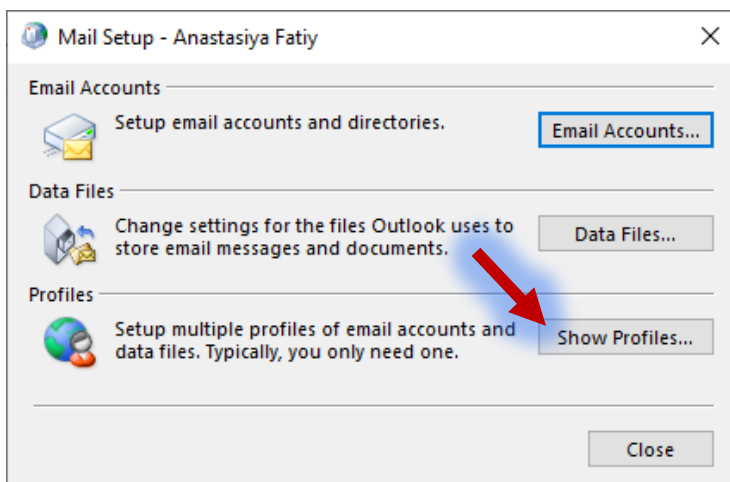 Mail Setup - Anastasiya Fatiy
Email Accounts
Setup email accounts and directories.
Email Accounts...
Data Files
Change settings for the files Outlook uses to
store email messages and documents.
Data Files...
Profiles
Setup multiple profiles of email accounts and
data files. Typically, you only need one.
Show Profiles...
Close